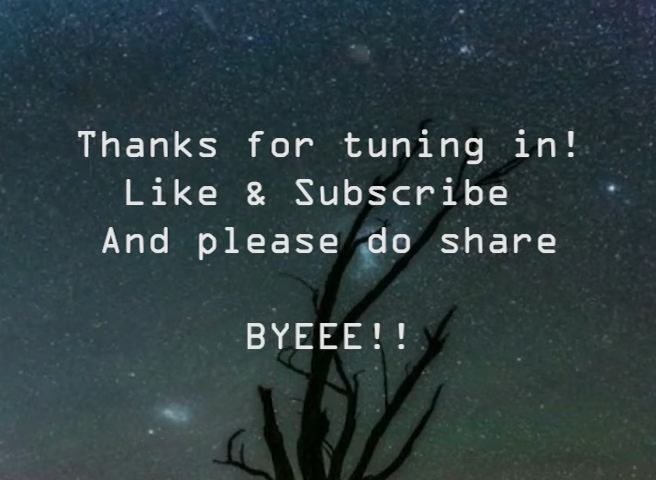 Thanks for tuning in!
Like & Subscribe
And please do share
BYEEE!!